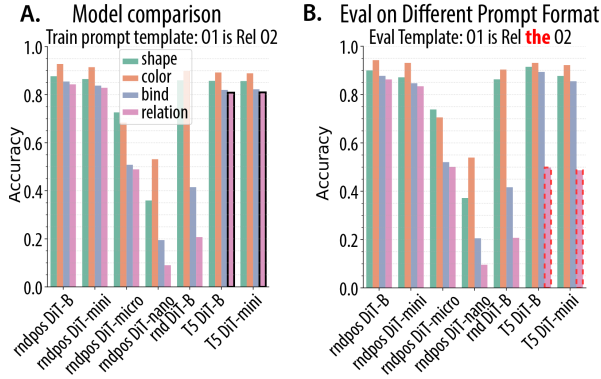 A. Model comparison
Train prompt template: O1 is Rel O2
shape
color
bind
relation
Accuracy
1.0
0.8
0.6
0.4
0.2
0.0
rndpos DiT-B
rndpos DiT-mini
rndpos DiT-micro
rndpos DiT-nano
rnd DiT-B
T5 DiT-B
T5 DiT-mini
B. Eval on Different Prompt Format
Eval Template: O1 is Rel the O2
Accuracy
1.0
0.8
0.6
0.4
0.2
0.0
rndpos DiT-B
rndpos DiT-mini
rndpos DiT-micro
rndpos DiT-nano
rnd DiT-B
T5 DiT-B
T5 DiT-mini